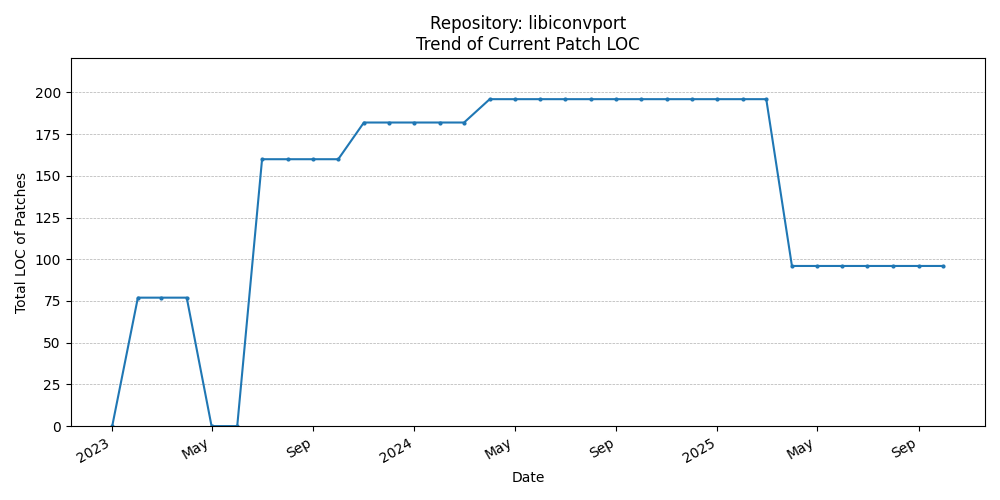 Repository: libiconvport
Trend of Current Patch LOC
Total LOC of Patches
200
175
150
125
100
75
50
25
0
2023
May
Sep
2024
May
Sep
2025
May
Sep
Date